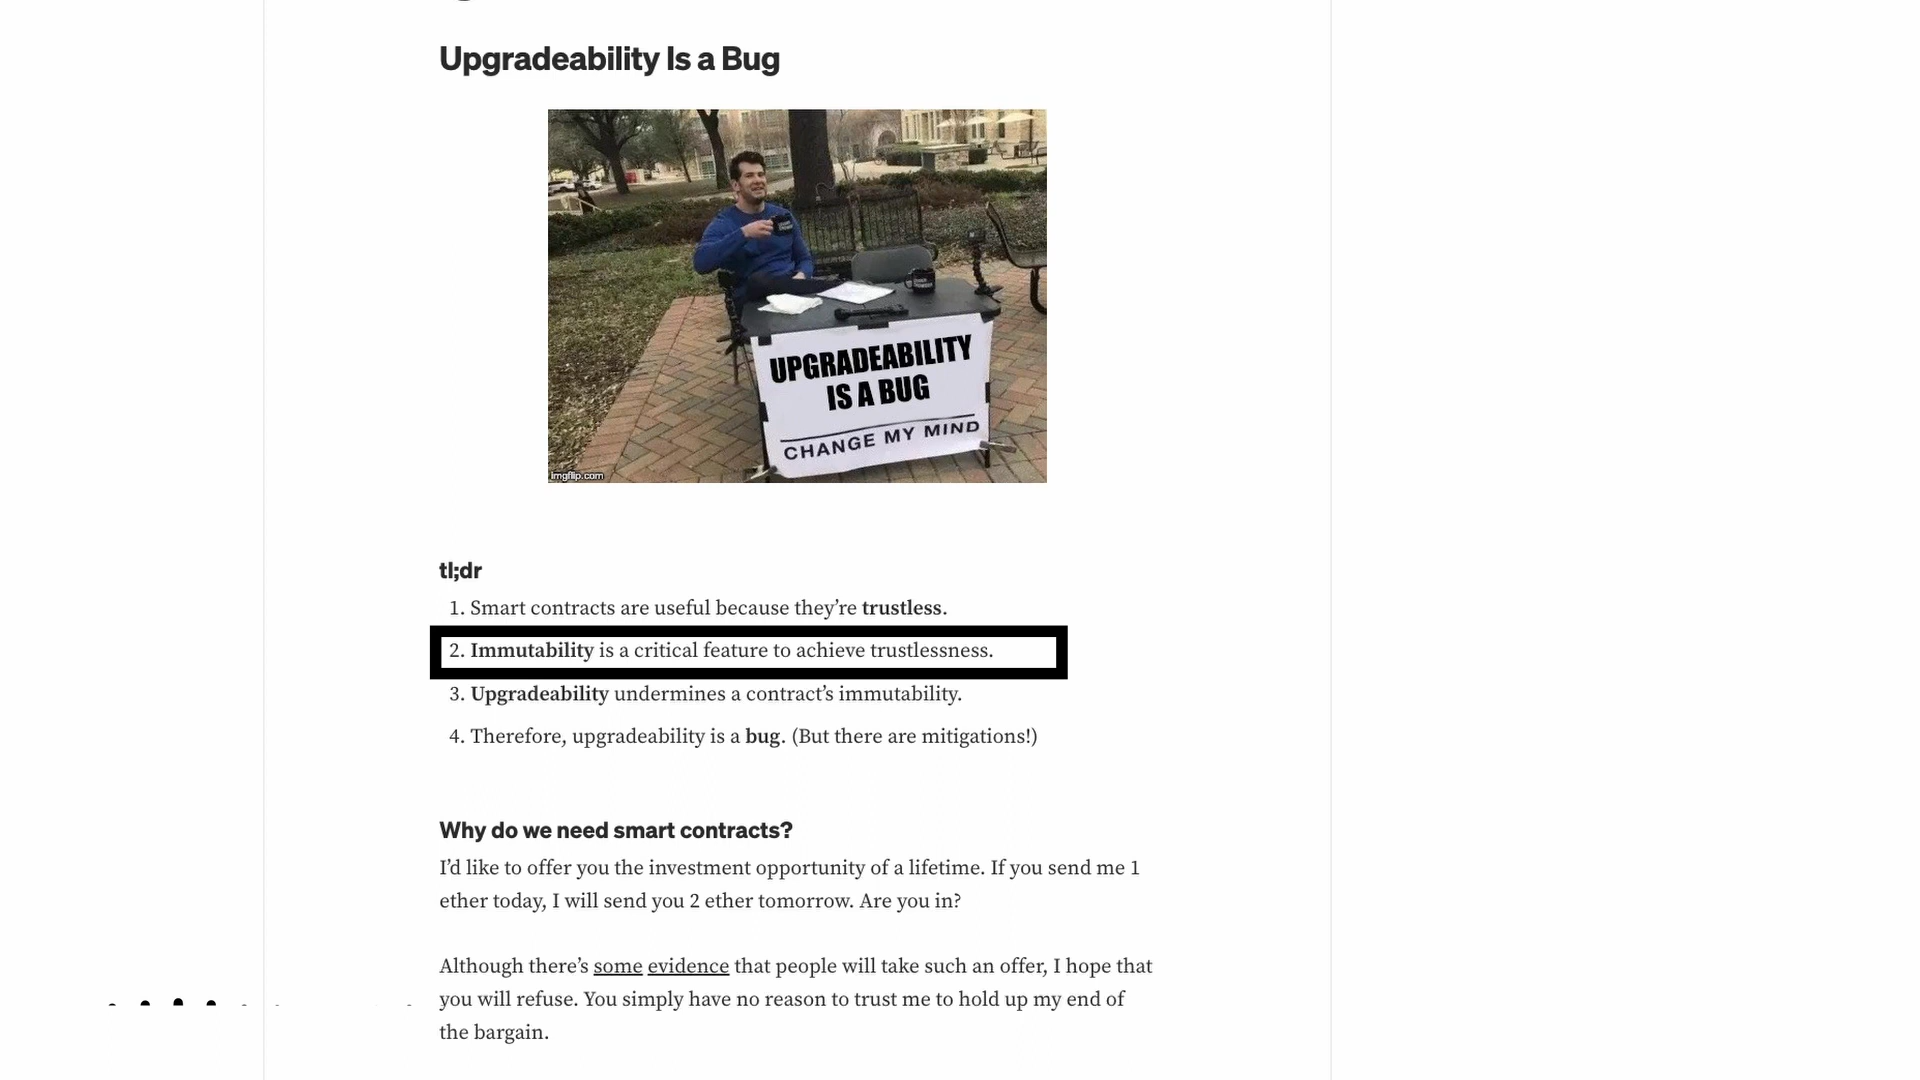 Upgradeability Is a Bug
UPGRADEABILITY
IS A BUG
CHANGE MY MIND
imgflip.com
tl;dr
1. Smart contracts are useful because they’re trustless.
2. Immutability is a critical feature to achieve trustlessness.
3. Upgradeability undermines a contract’s immutability.
4. Therefore, upgradeability is a bug. (But there are mitigations!)
Why do we need smart contracts?
I’d like to offer you the investment opportunity of a lifetime. If you send me 1
ether today, I will send you 2 ether tomorrow. Are you in?
Although there’s some evidence that people will take such an offer, I hope that
you will refuse. You simply have no reason to trust me to hold up my end of
the bargain.